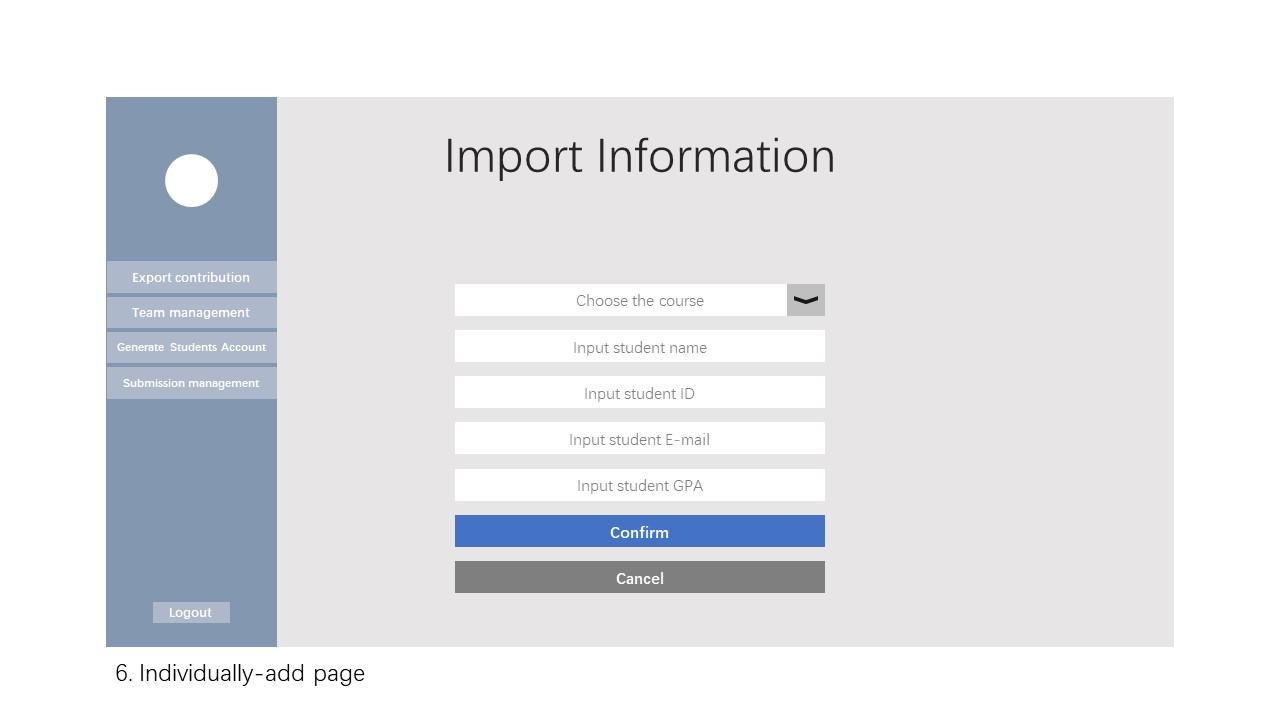 Import Information
Export contribution
Team management
Generate Students Account
Submission management
Logout
Choose the course
Input student name
Input student ID
Input student E-mail
Input student GPA
Confirm
Cancel
6. Individually-add page